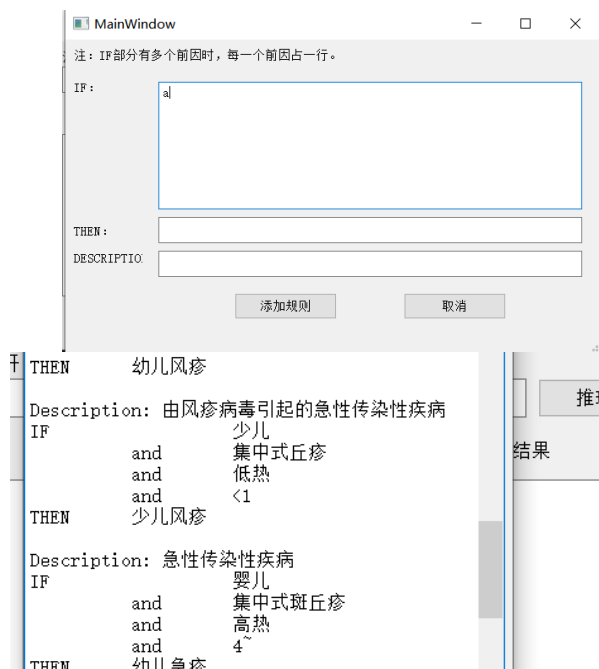 MainWindow
注：IF部分有多个前因时，每一个前因占一行。
IF：
a
THEN：
DESCRIPTIO
添加规则 取消
THEN 幼儿风疹
Description: 由风疹病毒引起的急性传染性疾病
IF 少儿
and 集中式丘疹
and 低热
and <1
THEN 少儿风疹
Description: 急性传染性疾病
IF 婴儿
and 集中式斑丘疹
and 高热
and 4~
THEN 幼儿急疹
结果